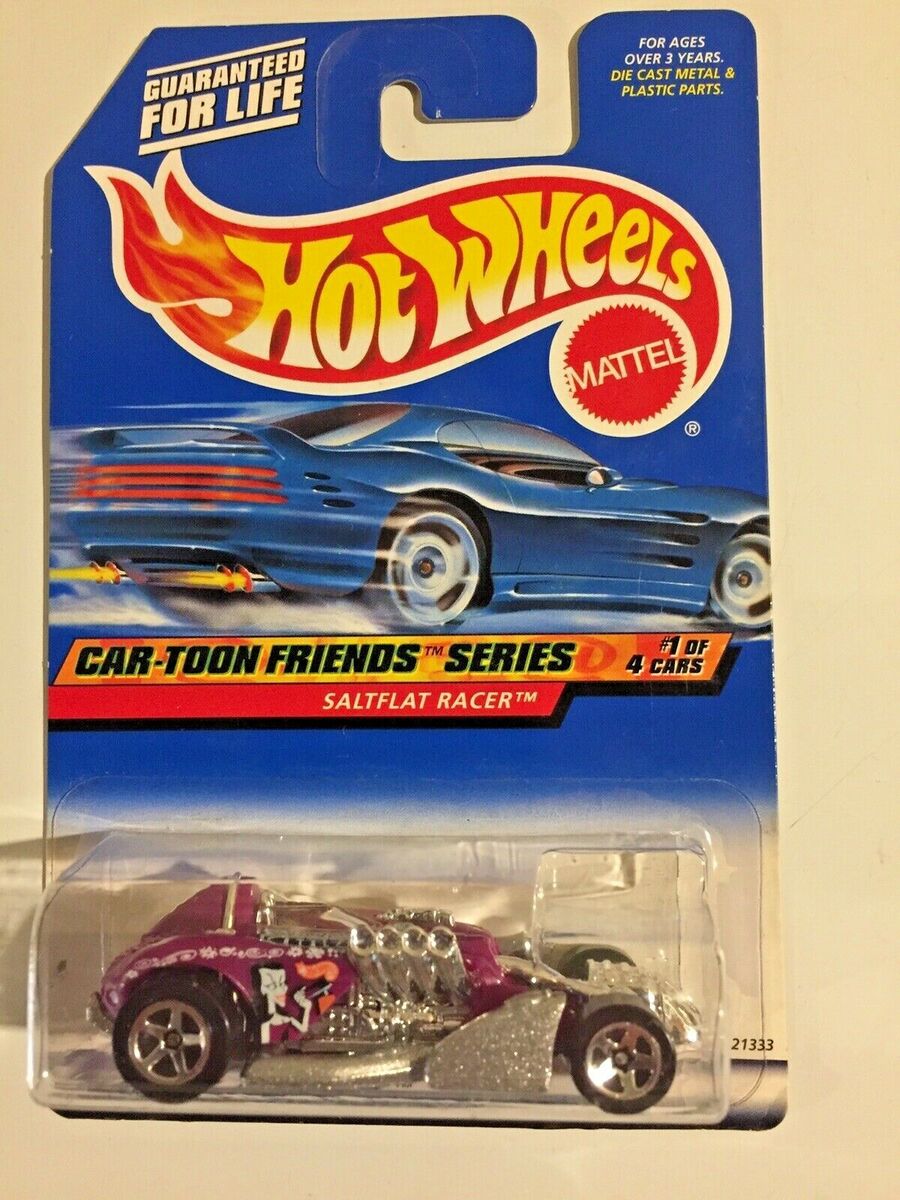 GUARANTEED
FOR LIFE
FOR AGES
OVER 3 YEARS.
DIE CAST METAL &
PLASTIC PARTS.
HOT WHEELS
MATTEL
®
CAR-TOON FRIENDS™ SERIES
#1 OF
4 CARS
SALTFLAT RACER™
21333